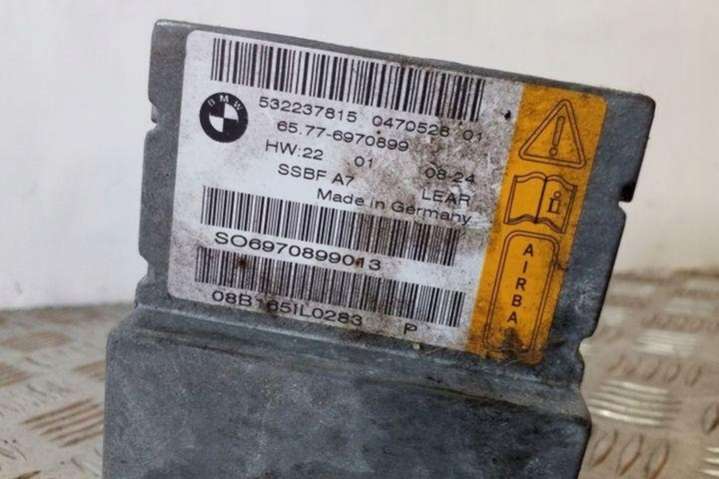 BMW
532237815 0470528 01
65.77-6970899
HW:22 01 08-24
SSBF A7 LEAR
Made in Germany
SO6970899013
08B1651L0283 P
AIRBA